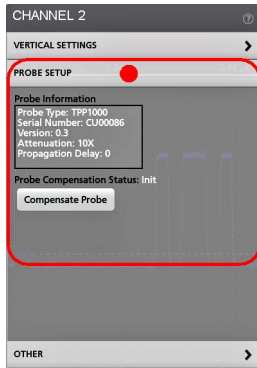 CHANNEL 2
?
VERTICAL SETTINGS
PROBE SETUP
Probe Information
Probe Type: TPP1000
Serial Number: CU00086
Version: 0.3
Attenuation: 10X
Propagation Delay: 0
Probe Compensation Status: Init
Compensate Probe
OTHER